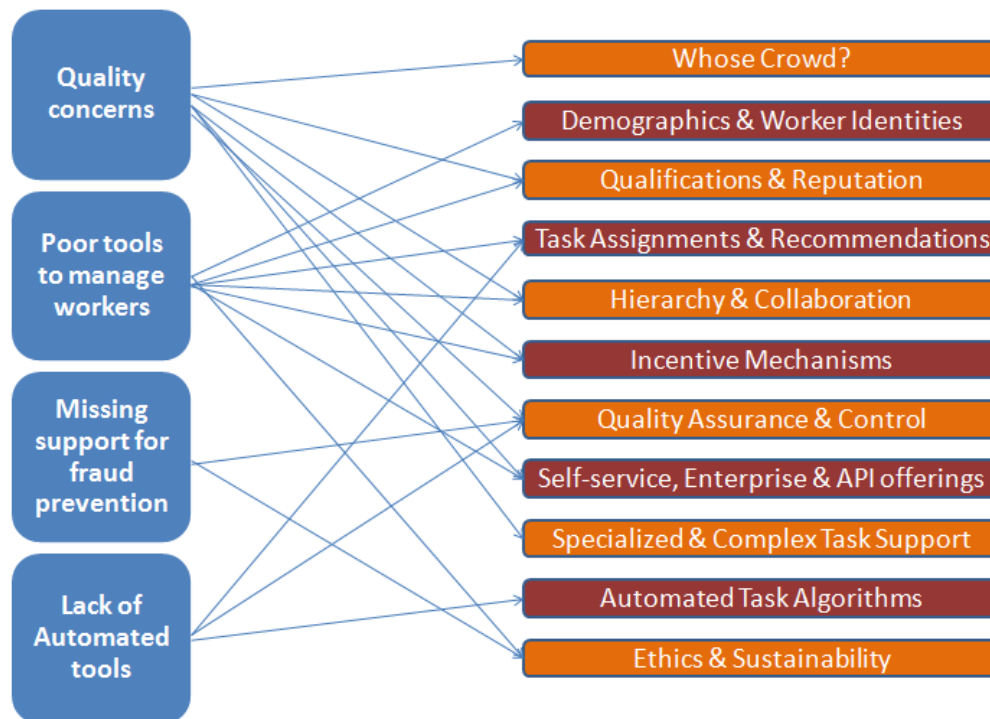 Quality
concerns
Poor tools
to manage
workers
Missing
support for
fraud
prevention
Lack of
Automated
tools
Whose Crowd?
Demographics & Worker Identities
Qualifications & Reputation
Task Assignments & Recommendations
Hierarchy & Collaboration
Incentive Mechanisms
Quality Assurance & Control
Self-service, Enterprise & API offerings
Specialized & Complex Task Support
Automated Task Algorithms
Ethics & Sustainability